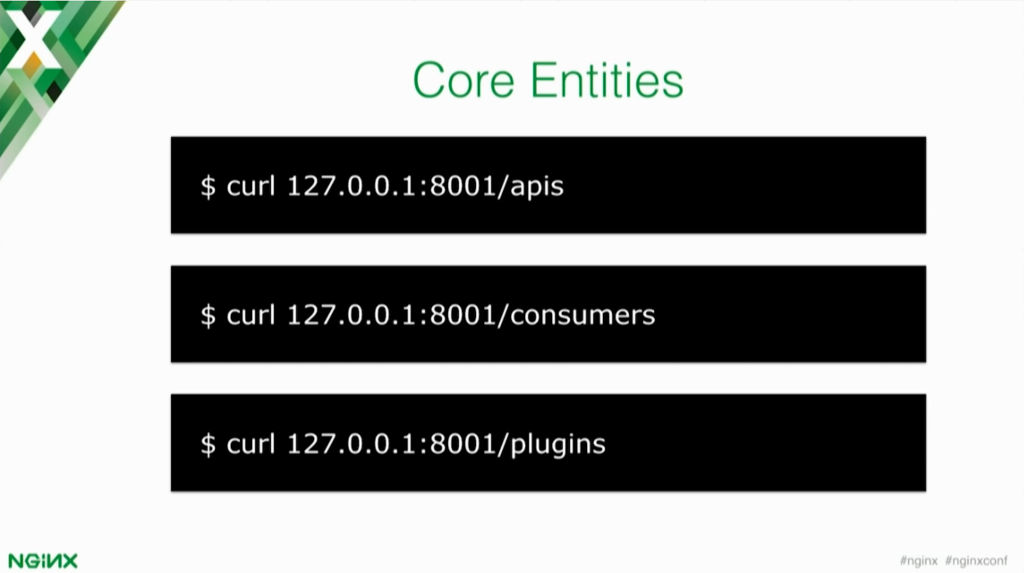 Core Entities
$ curl 127.0.0.1:8001/apis
$ curl 127.0.0.1:8001/consumers
$ curl 127.0.0.1:8001/plugins
NGINX
#nginx #nginxconf